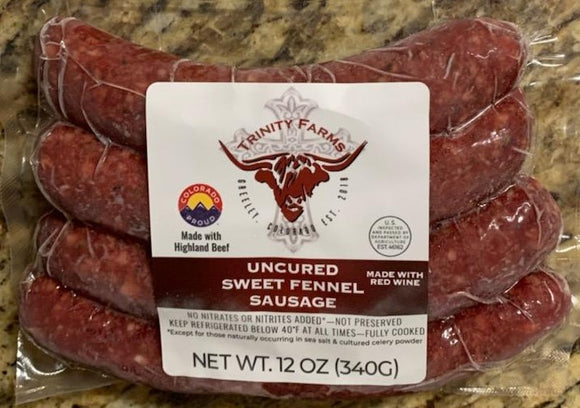 TRINITY FARMS
GREELEY, COLORADO EST. 2018
COLORADO
PROUD
Made with
Highland Beef
U.S.
INSPECTED
AND PASSED BY
DEPARTMENT OF
AGRICULTURE
EST. 46062
UNCURED
SWEET FENNEL
SAUSAGE
MADE WITH
RED WINE
NO NITRATES OR NITRITES ADDED*—NOT PRESERVED
KEEP REFRIGERATED BELOW 40°F AT ALL TIMES—FULLY COOKED
*Except for those naturally occurring in sea salt & cultured celery powder
NET WT. 12 OZ (340G)